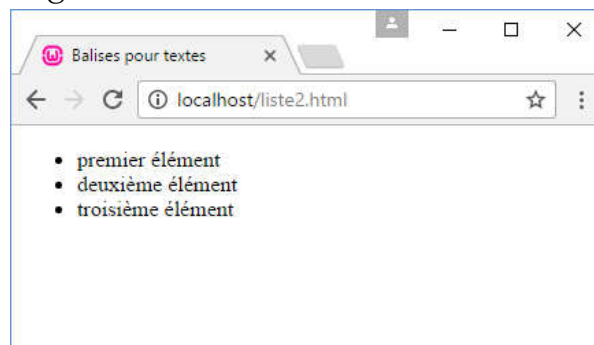 Balises pour textes
localhost/liste2.html
• premier élément
• deuxième élément
• troisième élément